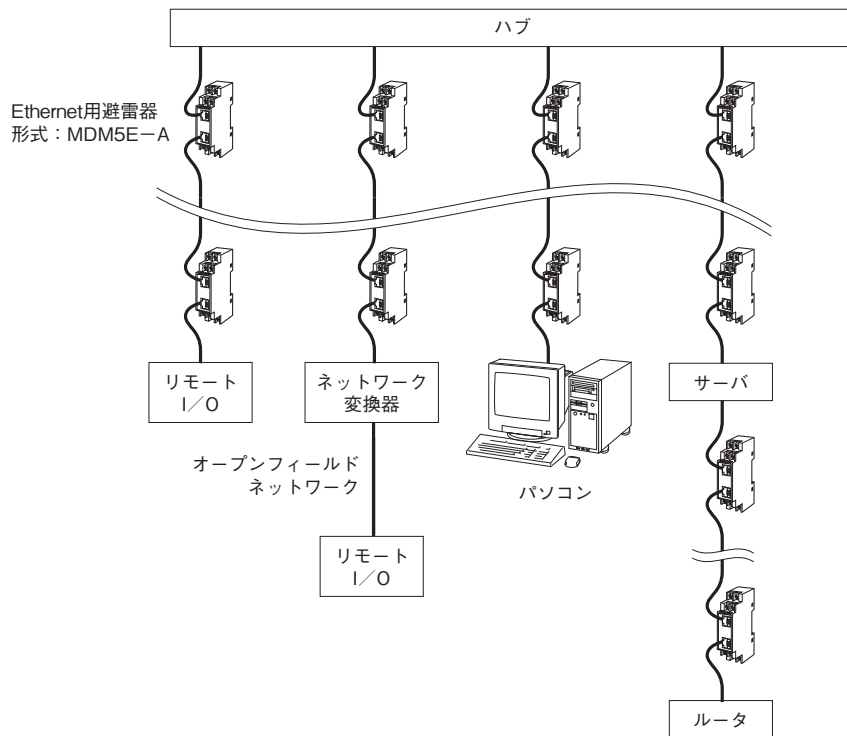 ハブ
Ethernet用避雷器
形式：MDM5E－A
リモート
I／O
ネットワーク
変換器
サーバ
オープンフィールド
ネットワーク
パソコン
リモート
I／O
ルータ